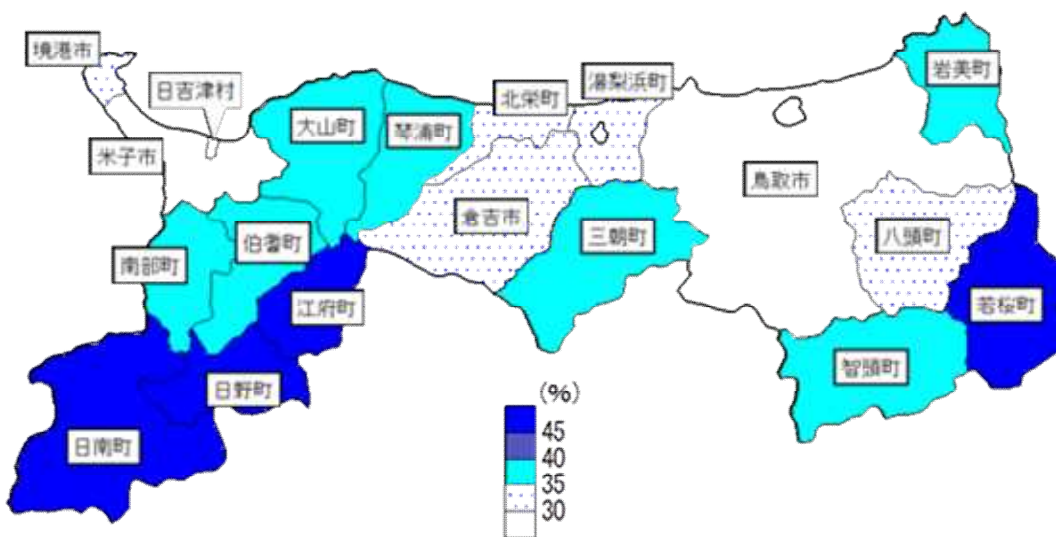 境港市
日吉津村
米子市
大山町
琴浦町
北栄町
湯梨浜町
岩美町
鳥取市
倉吉市
三朝町
八頭町
伯耆町
南部町
江府町
若桜町
智頭町
日野町
日南町
(%)
45
40
35
30